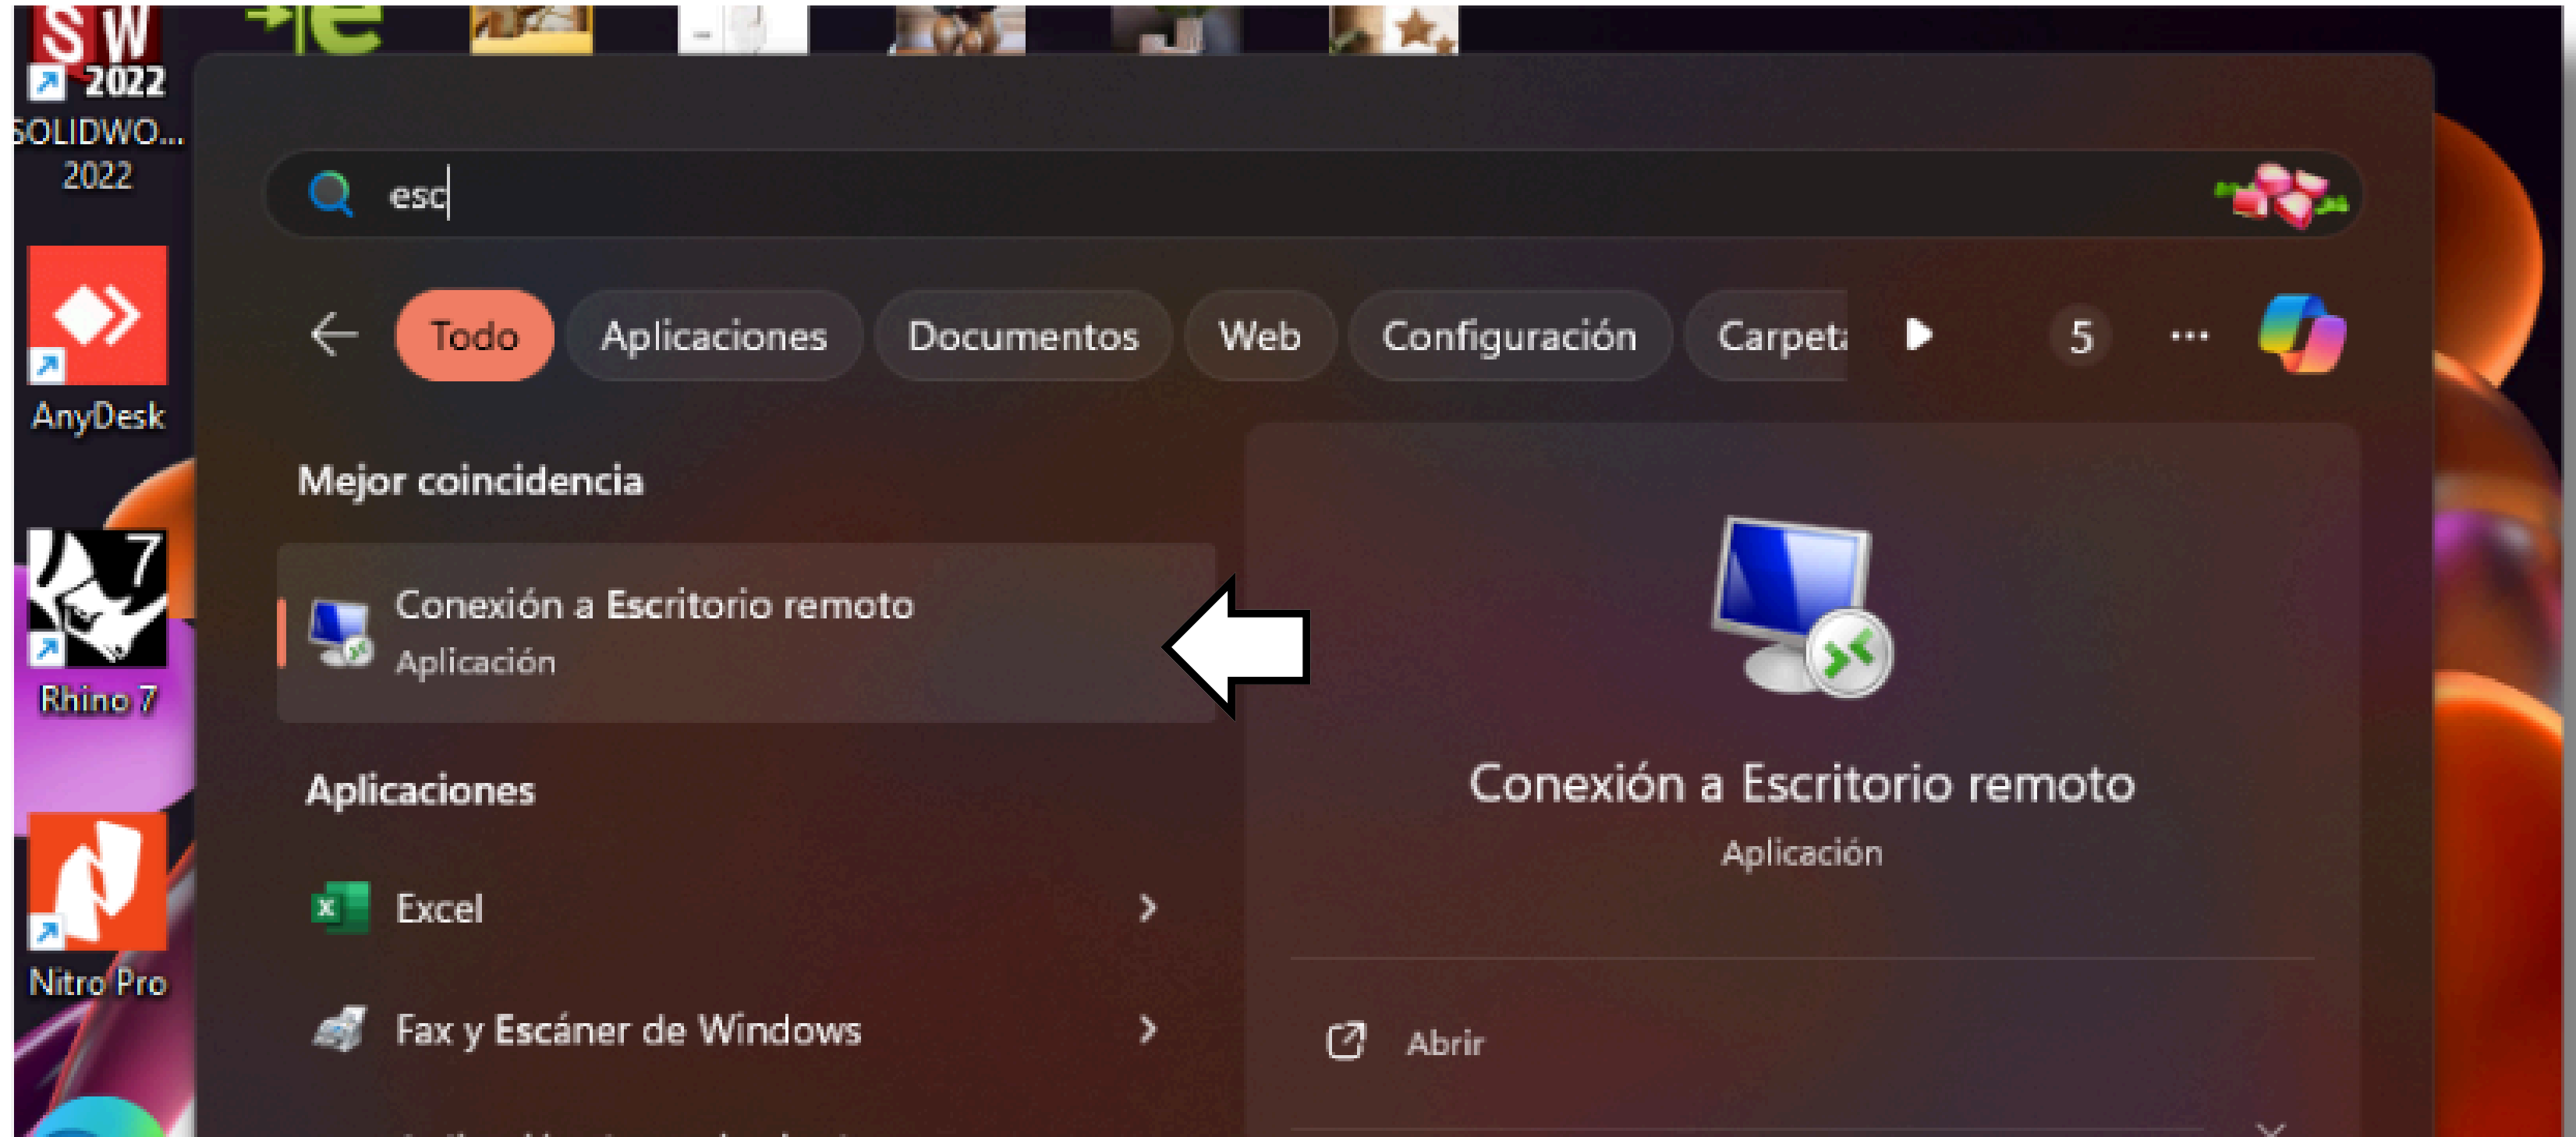 SW
2022
SOLIDWO...
2022
AnyDesk
7
Rhino 7
Nitro Pro
esc
Todo
Aplicaciones
Documentos
Web
Configuración
5
Mejor coincidencia
Conexión a Escritorio remoto
Aplicación
Aplicaciones
Excel
Fax y Escáner de Windows
Conexión a Escritorio remoto
Aplicación
Abrir